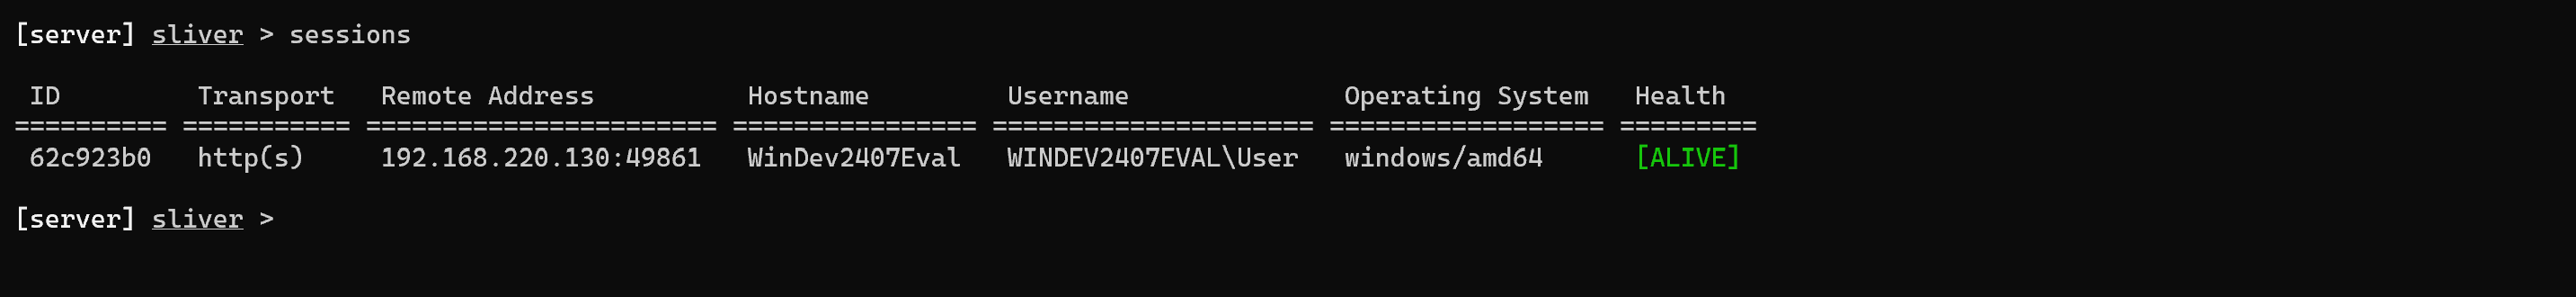 [server] sliver > sessions
ID Transport Remote Address Hostname Username Operating System Health
========== =========== ======================= ================ ===================== ================== =========
62c923b0 http(s) 192.168.220.130:49861 WinDev2407Eval WINDEV2407EVAL\User windows/amd64 [ALIVE]
[server] sliver >